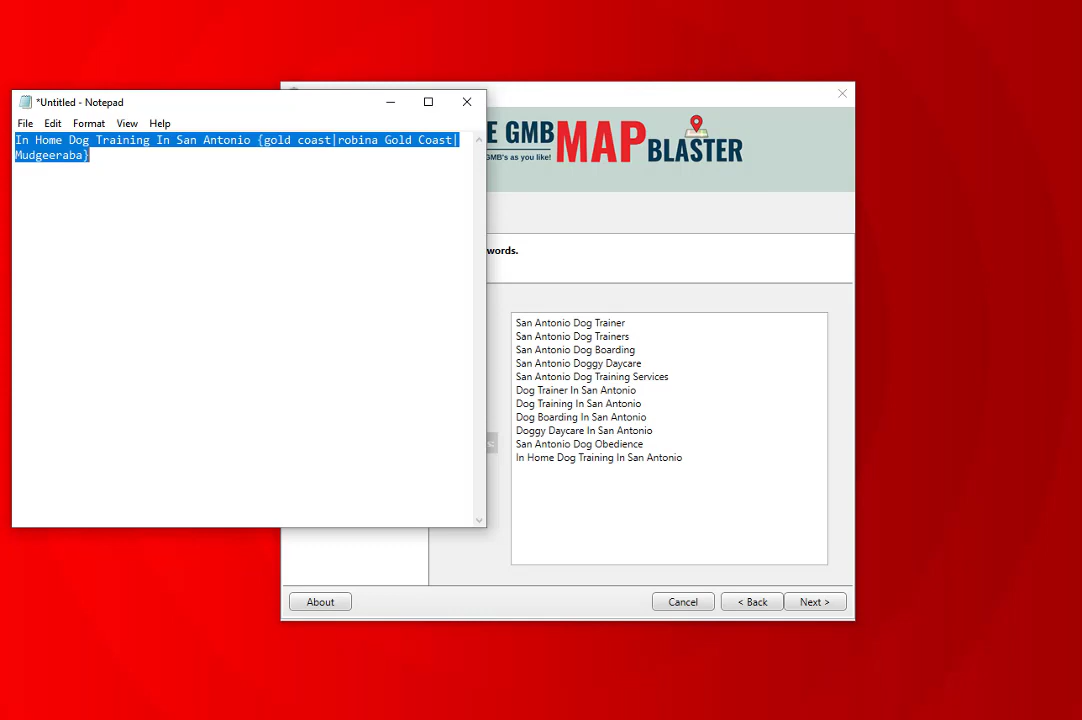 *Untitled - Notepad
File Edit Format View Help
In Home Dog Training In San Antonio {gold coast|robina Gold Coast|
Mudgeeraba}
E GMB
GMB's as you like!
MAP
BLASTER
words.
s:
San Antonio Dog Trainer
San Antonio Dog Trainers
San Antonio Dog Boarding
San Antonio Doggy Daycare
San Antonio Dog Training Services
Dog Trainer In San Antonio
Dog Training In San Antonio
Dog Boarding In San Antonio
Doggy Daycare In San Antonio
San Antonio Dog Obedience
In Home Dog Training In San Antonio
About
Cancel
< Back
Next >